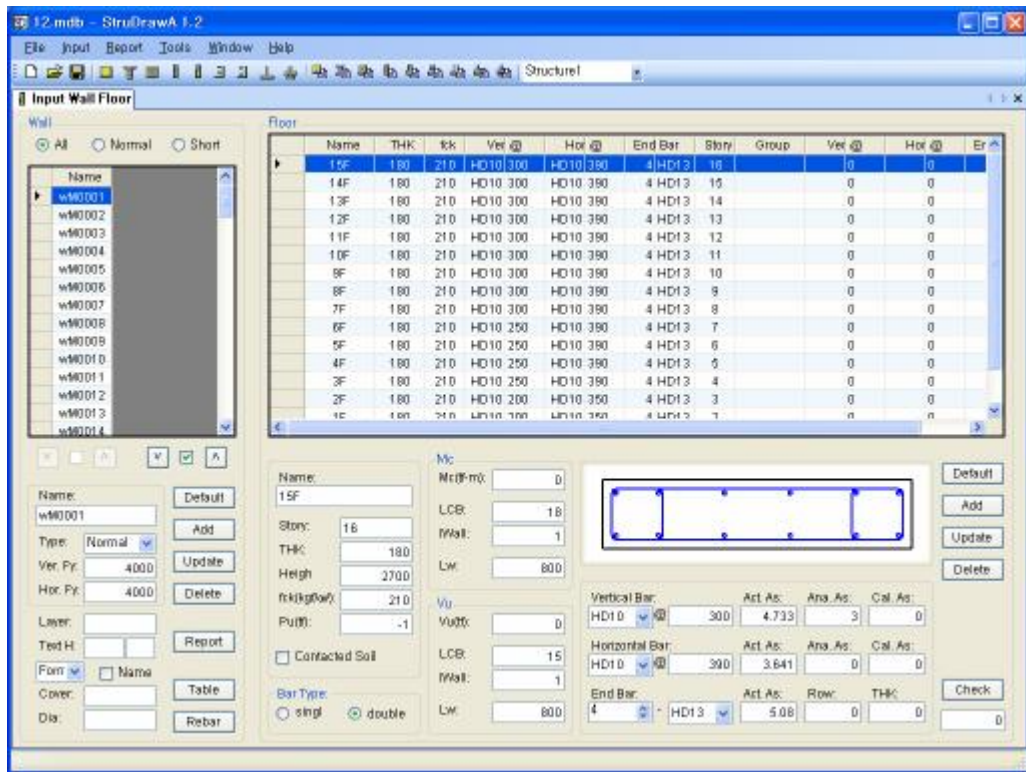 12.mdb - StruDrawA 1.2
File Input Report Tools Window Help
Structure1
Input Wall Floor
Wall
All Normal Short
Name
wM0001
wM0002
wM0003
wM0004
wM0005
wM0006
wM0007
wM0008
wM0009
wM0010
wM0011
wM0012
wM0013
wM0014
Name:
wM0001
Type: Normal
Ver. Fy: 4000
Hor. Fy: 4000
Layer:
Text H:
Form Name
Cover:
Dia:
Default
Add
Update
Delete
Report
Table
Rebar
Floor
Name THK fck Ver @ Hor @ End Bar Story Group Ver @ Hor @
15F 180 210 HD10 300 HD10 390 4 HD13 16 0 0
14F 180 210 HD10 300 HD10 390 4 HD13 15 0 0
13F 180 210 HD10 300 HD10 390 4 HD13 14 0 0
12F 180 210 HD10 300 HD10 390 4 HD13 13 0 0
11F 180 210 HD10 300 HD10 390 4 HD13 12 0 0
10F 180 210 HD10 300 HD10 390 4 HD13 11 0 0
9F 180 210 HD10 300 HD10 390 4 HD13 10 0 0
8F 180 210 HD10 300 HD10 390 4 HD13 9 0 0
7F 180 210 HD10 300 HD10 390 4 HD13 8 0 0
6F 180 210 HD10 250 HD10 390 4 HD13 7 0 0
5F 180 210 HD10 250 HD10 390 4 HD13 6 0 0
4F 180 210 HD10 250 HD10 390 4 HD13 5 0 0
3F 180 210 HD10 250 HD10 390 4 HD13 4 0 0
2F 180 210 HD10 200 HD10 350 4 HD13 3 0 0
Name:
15F
Story: 16
THK: 180
Heigh 2700
210
Pu(tf): -1
Contacted Soil
Bar Type:
singl double
Mc
Mc(tf-m): 0
LCB: 18
IWall: 1
Lw: 800
Vu
Vu(tf): 0
LCB: 15
IWall: 1
Lw: 800
Default
Add
Update
Delete
Vertical Bar: Act. As: Ana. As: Cal. As:
HD10 @ 300 4.733 3 0
Horizontal Bar: Act. As: Ana. As: Cal. As:
HD10 @ 390 3.641 0 0
End Bar: Act. As: Row: THK:
4 - HD13 5.08 0 0
Check
0